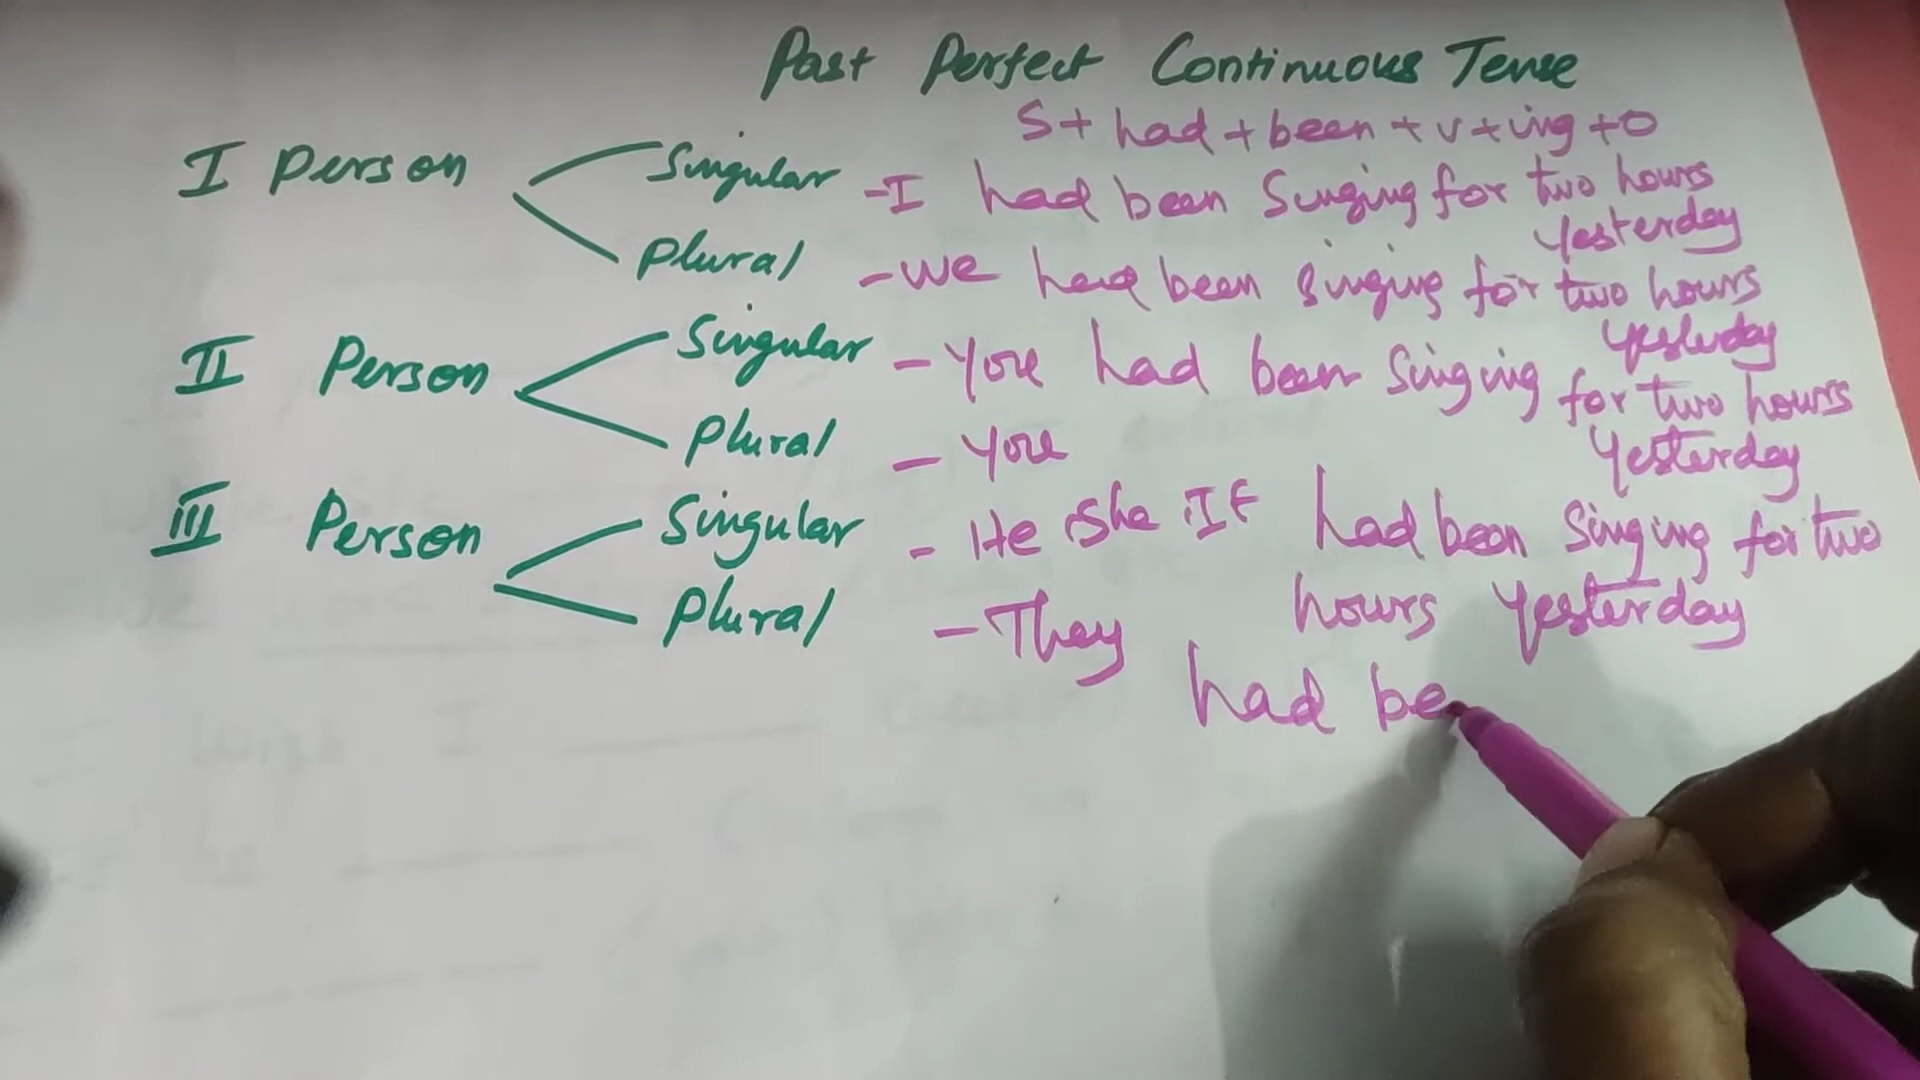 Past Perfect Continuous Tense
S + had + been + v + ing + o
I Person
Singular - I had been Singing for two hours yesterday
Plural - we had been singing for two hours yesterday
II Person
Singular - You had been Singing for two hours yesterday
Plural - You
III Person
Singular - He, She, It had been Singing for two hours yesterday
Plural - They had be